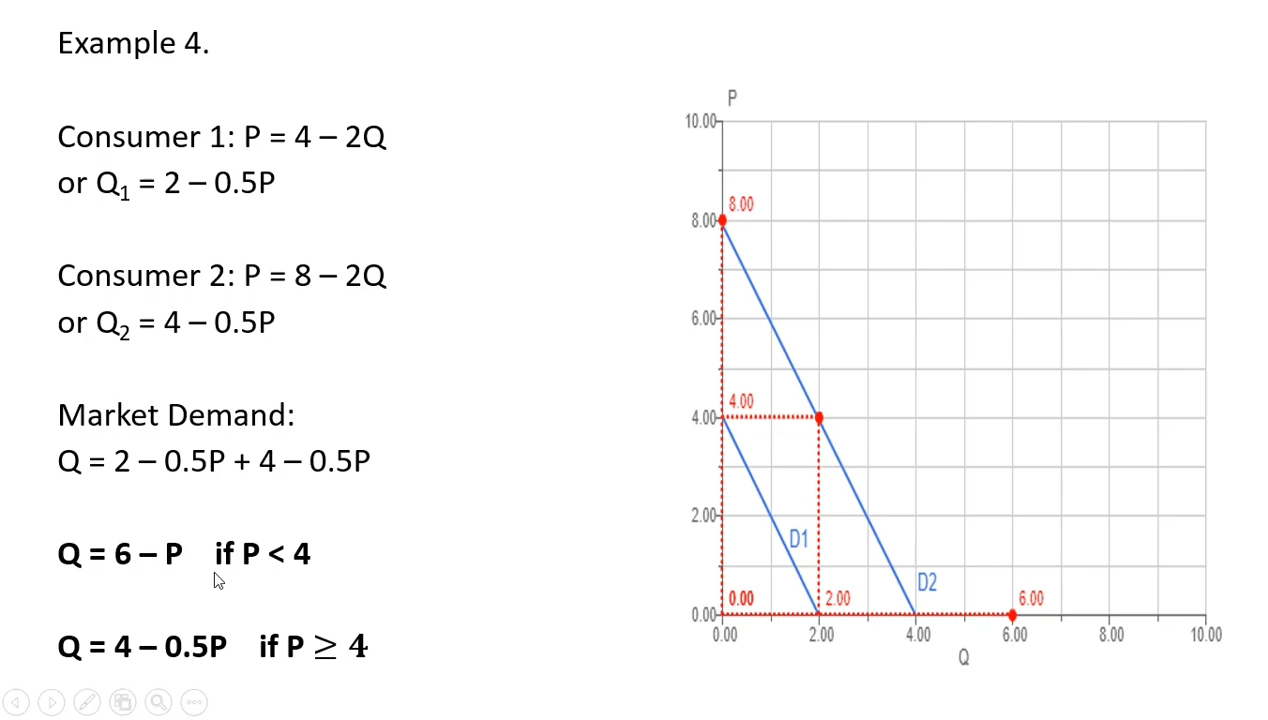 Example 4.
Consumer 1: P = 4 – 2Q
or Q₁ = 2 – 0.5P
Consumer 2: P = 8 – 2Q
or Q₂ = 4 – 0.5P
Market Demand:
Q = 2 – 0.5P + 4 – 0.5P
Q = 6 – P if P < 4
Q = 4 – 0.5P if P ≥ 4
P
10.00
8.00
8.00
6.00
4.00
4.00
2.00
D1
D2
0.00
0.00
2.00
6.00
0.00 2.00 4.00 6.00 8.00 10.00
Q